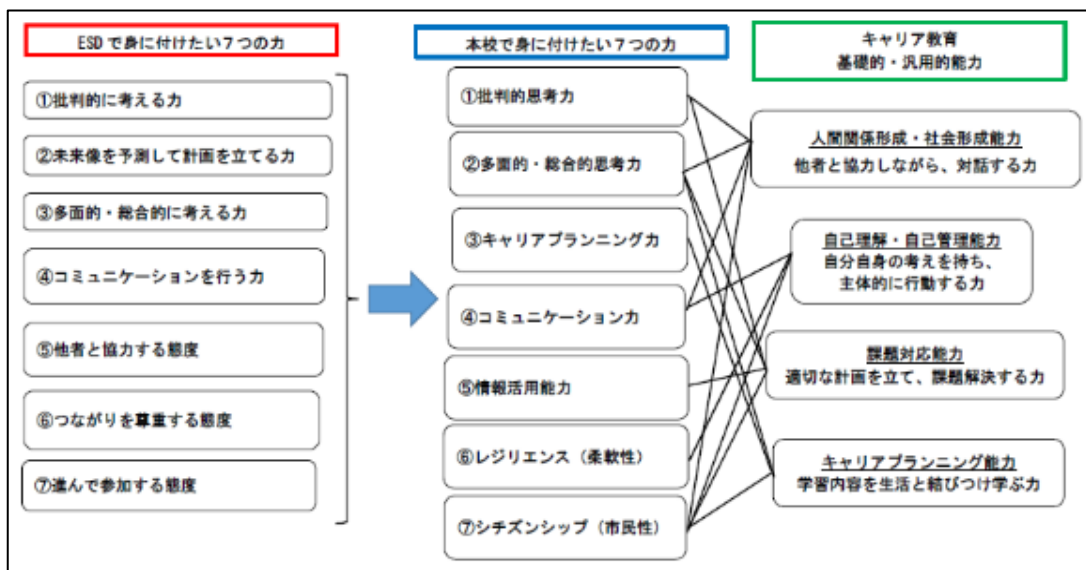 ESDで身に付けたい７つの力
①批判的に考える力
②未来像を予測して計画を立てる力
③多面的・総合的に考える力
④コミュニケーションを行う力
⑤他者と協力する態度
⑥つながりを尊重する態度
⑦進んで参加する態度
本校で身に付けたい７つの力
①批判的思考力
②多面的・総合的思考力
③キャリアプランニング力
④コミュニケーション力
⑤情報活用能力
⑥レジリエンス（柔軟性）
⑦シチズンシップ（市民性）
キャリア教育
基礎的・汎用的能力
人間関係形成・社会形成能力
他者と協力しながら、対話する力
自己理解・自己管理能力
自分自身の考えを持ち、
主体的に行動する力
課題対応能力
適切な計画を立て、課題解決する力
キャリアプランニング能力
学習内容を生活と結びつけ学ぶ力